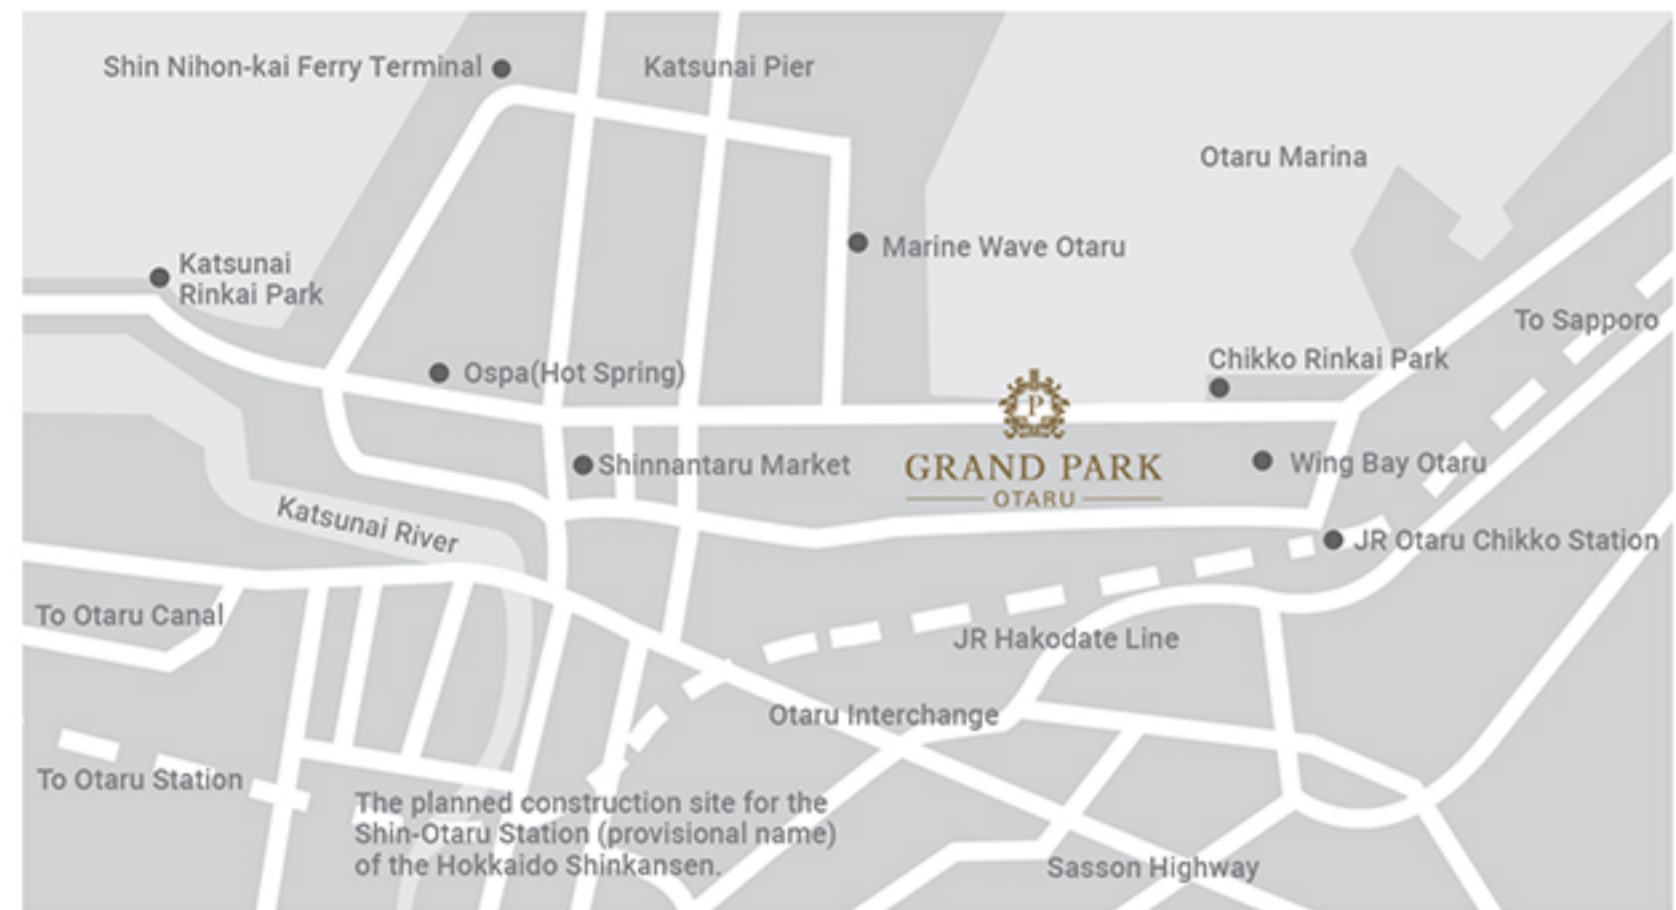 Shin Nihon-kai Ferry Terminal
Katsunai Pier
Otaru Marina
Marine Wave Otaru
Katsunai
Rinkai Park
To Sapporo
Chikko Rinkai Park
Ospa(Hot Spring)
P
Shinnantaru Market
GRAND PARK
OTARU
Wing Bay Otaru
Katsunai River
JR Otaru Chikko Station
To Otaru Canal
JR Hakodate Line
Otaru Interchange
To Otaru Station
The planned construction site for the
Shin-Otaru Station (provisional name)
of the Hokkaido Shinkansen.
Sasson Highway